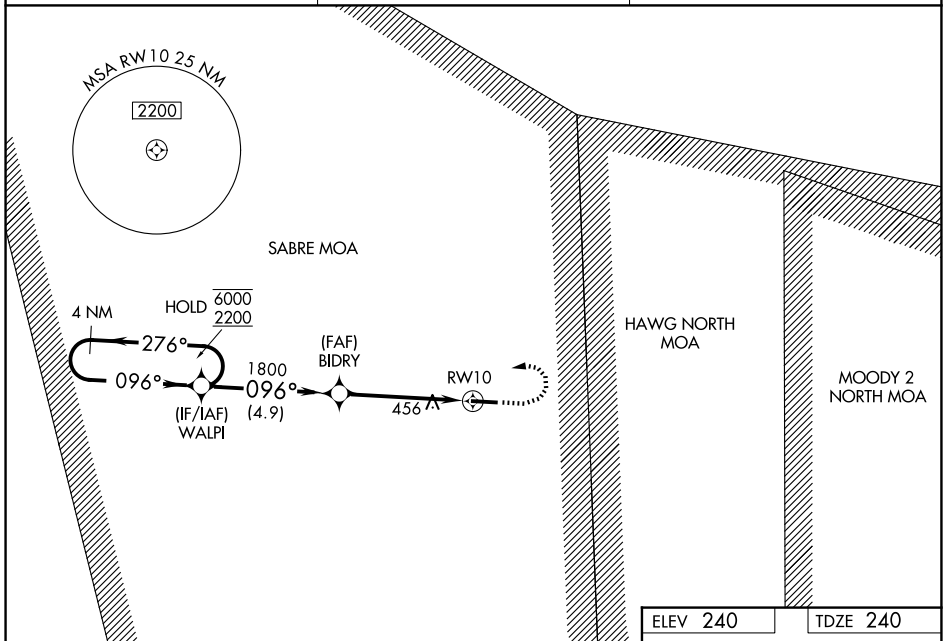 MSA RW10 25 NM
2200
SABRE MOA
4 NM
HOLD
6000
2200
276°
096°
(IF/IAF)
WALPI
1800
096°
(4.9)
(FAF)
BIDRY
456
RW10
HAWG NORTH
MOA
MOODY 2
NORTH MOA
ELEV 240
TDZE 240